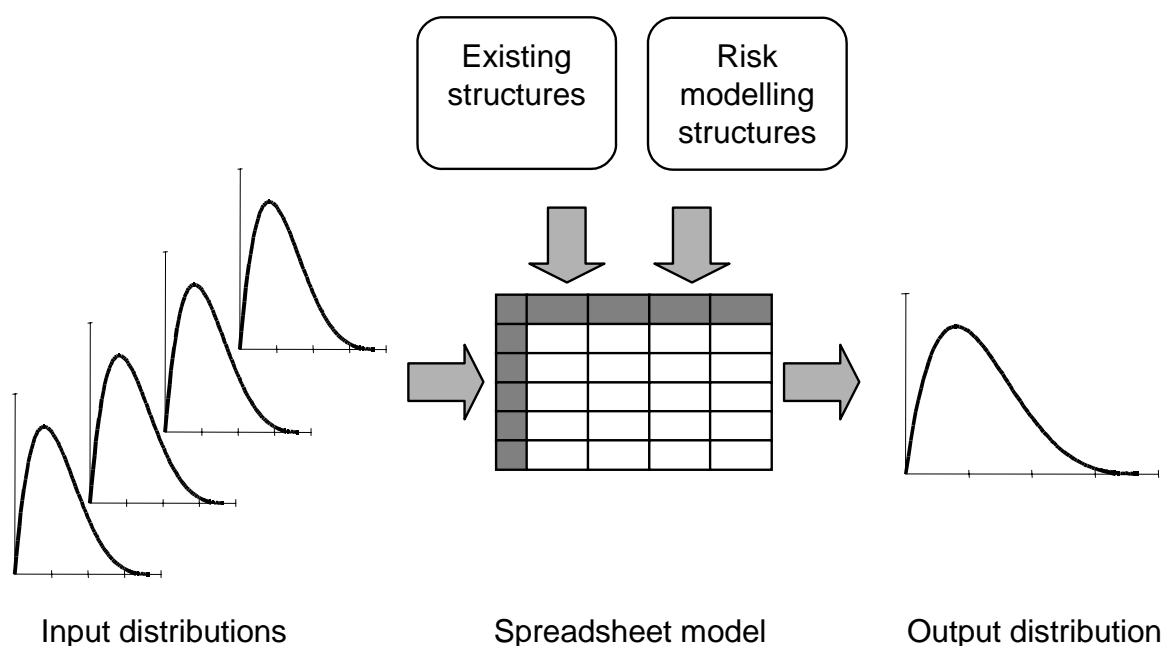 Existing
structures
Risk
modelling
structures
Input distributions
Spreadsheet model
Output distribution